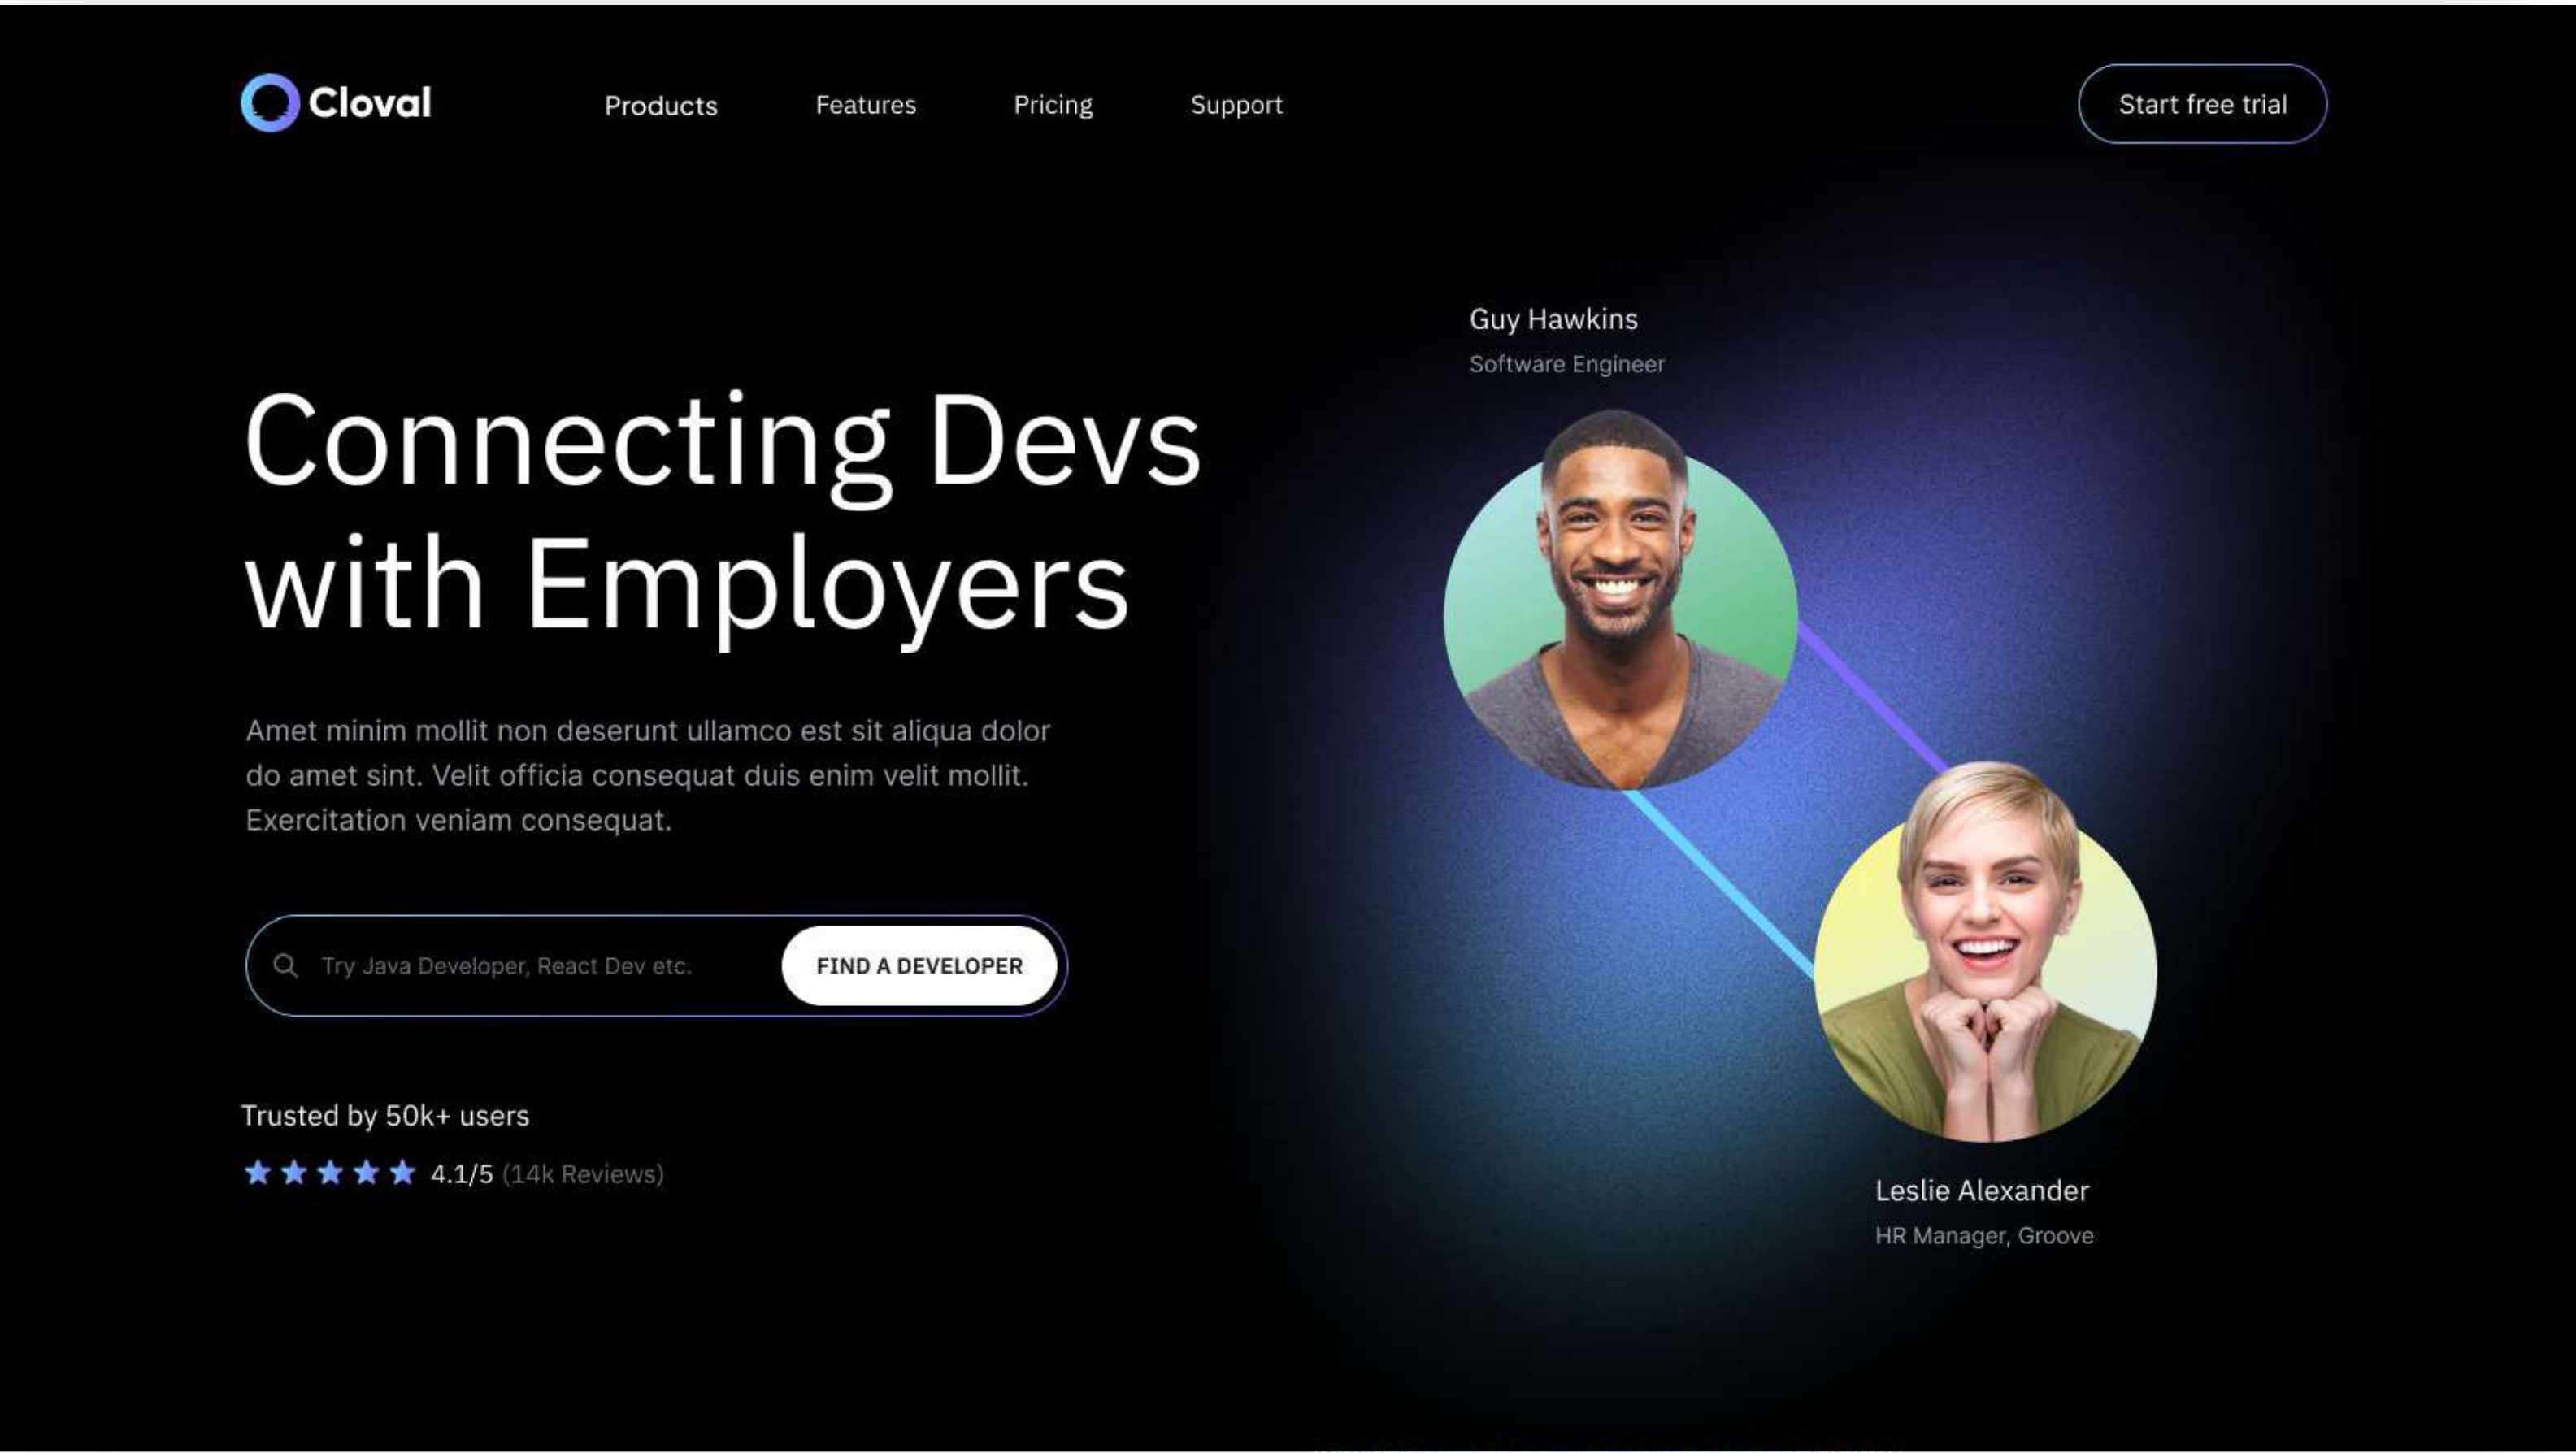 Cloval
Products
Features
Pricing
Support
Start free trial
Connecting Devs
with Employers
Amet minim mollit non deserunt ullamco est sit aliqua dolor
do amet sint. Velit officia consequat duis enim velit mollit.
Exercitation veniam consequat.
Try Java Developer, React Dev etc.
FIND A DEVELOPER
Trusted by 50k+ users
4.1/5 (14k Reviews)
Guy Hawkins
Software Engineer
Leslie Alexander
HR Manager, Groove